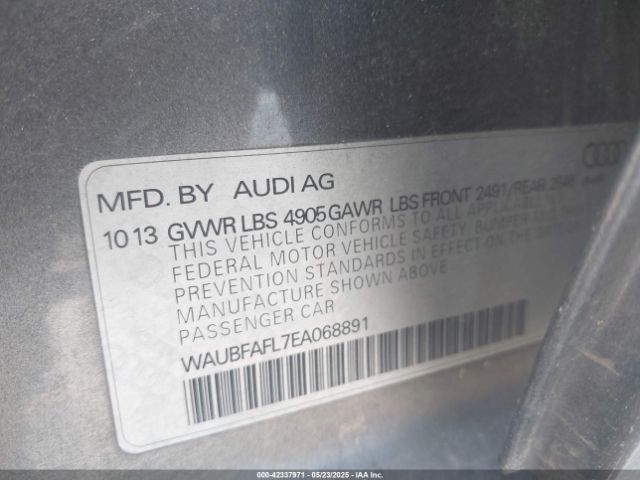 MFD. BY AUDI AG
10 13 GVWR LBS 4905 GAWR LBS FRONT 2491/REAR
THIS VEHICLE CONFORMS TO ALL APPLICABLE
FEDERAL MOTOR VEHICLE SAFETY, BUMPER
PREVENTION STANDARDS IN EFFECT ON THE DATE OF
MANUFACTURE SHOWN ABOVE
PASSENGER CAR
WAUBFAFL7EA068891
000-42337971 - 05/23/2025 - IAA Inc.